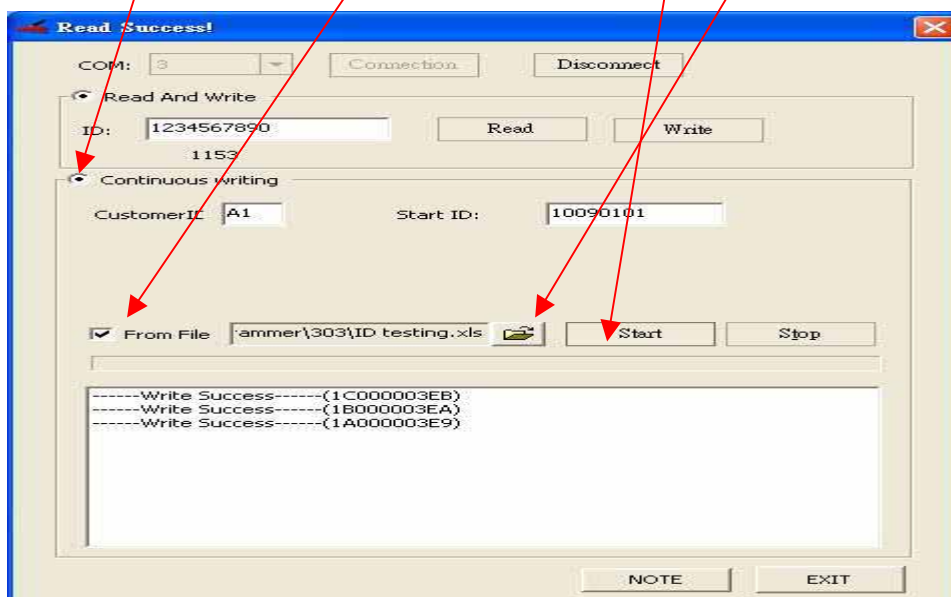 Read Success!
COM: 3 Connection Disconnect
Read And Write
ID: 1234567890 Read Write
1153
Continuous writing
CustomerID A1 Start ID: 10090101
From File ammer\303\ID testing.xls Start Stop
------Write Success------(1C000003EB)
------Write Success------(1B000003EA)
------Write Success------(1A000003E9)
NOTE EXIT